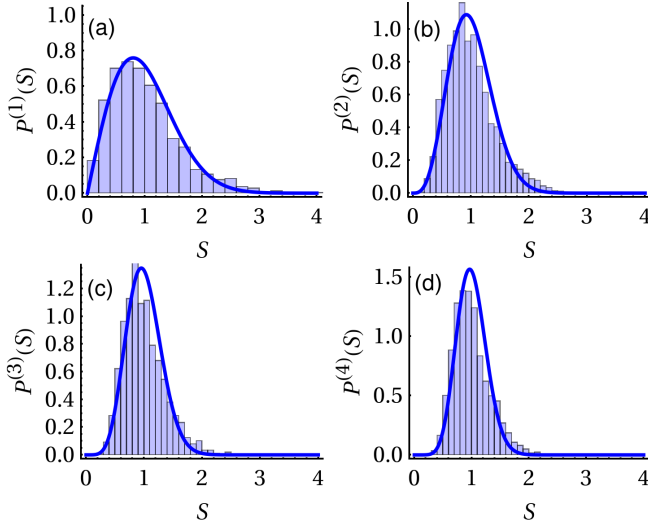 (a)
P^(1)(S)
0.0 0.2 0.4 0.6 0.8 1.0
0 1 2 3 4
S
(b)
P^(2)(S)
0.0 0.2 0.4 0.6 0.8 1.0
0 1 2 3 4
S
(c)
P^(3)(S)
0.0 0.2 0.4 0.6 0.8 1.0 1.2
0 1 2 3 4
S
(d)
P^(4)(S)
0.0 0.5 1.0 1.5
0 1 2 3 4
S